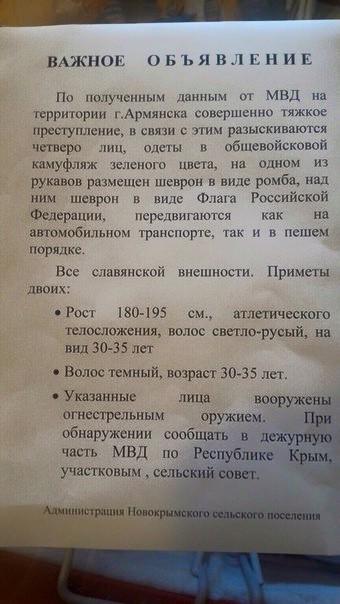 ВАЖНОЕ ОБЪЯВЛЕНИЕ
По полученным данным от МВД на
территории г.Армянска совершенно тяжкое
преступление, в связи с этим разыскиваются
четверо лиц, одеты в общевойсковой
камуфляж зеленого цвета, на одном из
рукавов размещен шеврон в виде ромба, над
ним шеврон в виде Флага Российской
Федерации, передвигаются как на
автомобильном транспорте, так и в пешем
порядке.
Все славянской внешности. Приметы
двоих:
• Рост 180-195 см., атлетического
телосложения, волос светло-русый, на
вид 30-35 лет
• Волос темный, возраст 30-35 лет.
• Указанные лица вооружены
огнестрельным оружием. При
обнаружении сообщать в дежурную
часть МВД по Республике Крым,
участковым , сельский совет.
Администрация Новокрымского сельского поселения